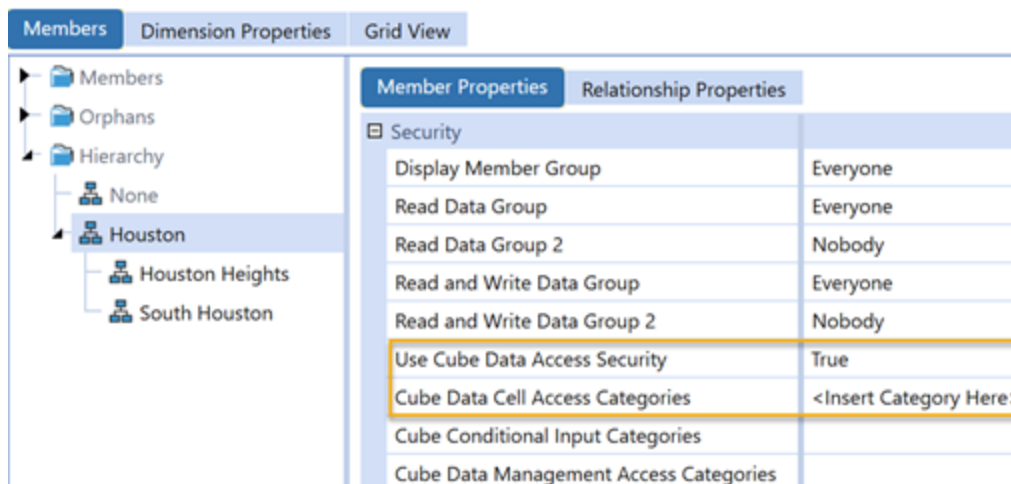 Members Dimension Properties Grid View
Members
Orphans
Hierarchy
None
Houston
Houston Heights
South Houston
Member Properties Relationship Properties
Security
Display Member Group Everyone
Read Data Group Everyone
Read Data Group 2 Nobody
Read and Write Data Group Everyone
Read and Write Data Group 2 Nobody
Use Cube Data Access Security True
Cube Data Cell Access Categories <Insert Category Here>
Cube Conditional Input Categories
Cube Data Management Access Categories